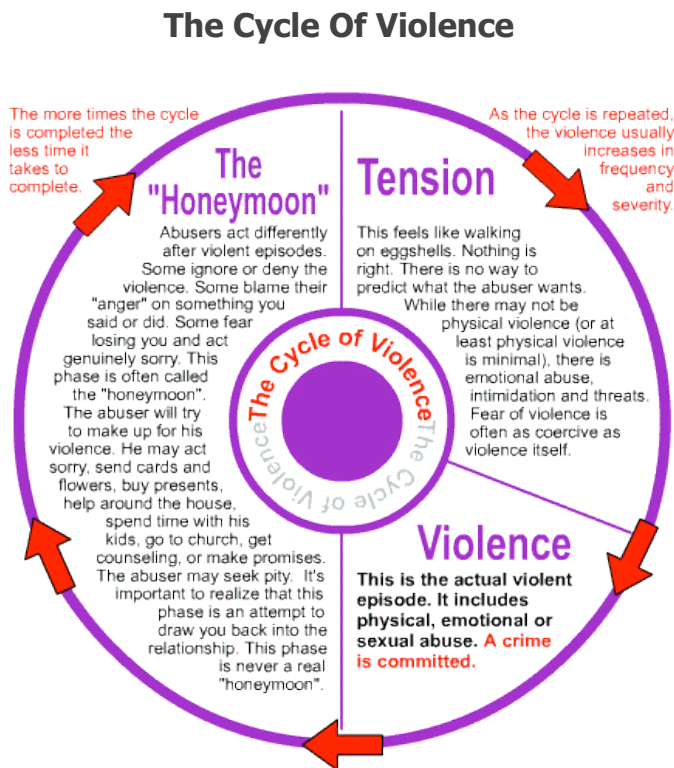 The Cycle Of Violence
The more times the cycle
is completed the
less time it
takes to
complete.
As the cycle is repeated,
the violence usually
increases in
frequency
and
severity.
The
"Honeymoon"
Abusers act differently
after violent episodes.
Some ignore or deny the
violence. Some blame their
"anger" on something you
said or did. Some fear
losing you and act
genuinely sorry. This
phase is often called
the "honeymoon".
The abuser will try
to make up for his
violence. He may act
sorry, send cards and
flowers, buy presents,
help around the house,
spend time with his
kids, go to church, get
counseling, or make promises.
The abuser may seek pity. It's
important to realize that this
phase is an attempt to
draw you back into the
relationship. This phase
is never a real
"honeymoon".
Tension
This feels like walking
on eggshells. Nothing is
right. There is no way to
predict what the abuser wants.
While there may not be
physical violence (or at
least physical violence
is minimal), there is
emotional abuse,
intimidation and threats.
Fear of violence is
often as coercive as
violence itself.
The Cycle of Violence
The Cycle of Violence
Violence
This is the actual violent
episode. It includes
physical, emotional or
sexual abuse. A crime
is committed.